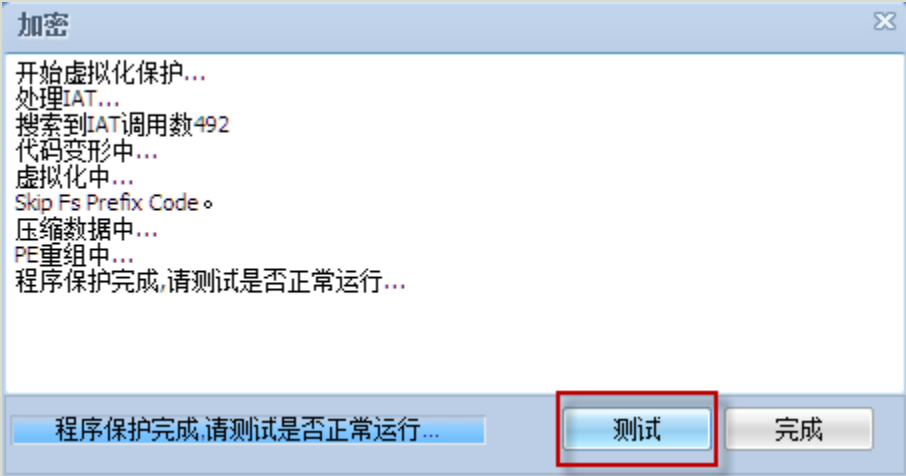 加密
开始虚拟化保护...
处理IAT...
搜索到IAT调用数492
代码变形中...
虚拟化中...
Skip Fs Prefix Code。
压缩数据中...
PE重组中...
程序保护完成,请测试是否正常运行...
程序保护完成,请测试是否正常运行...
测试
完成